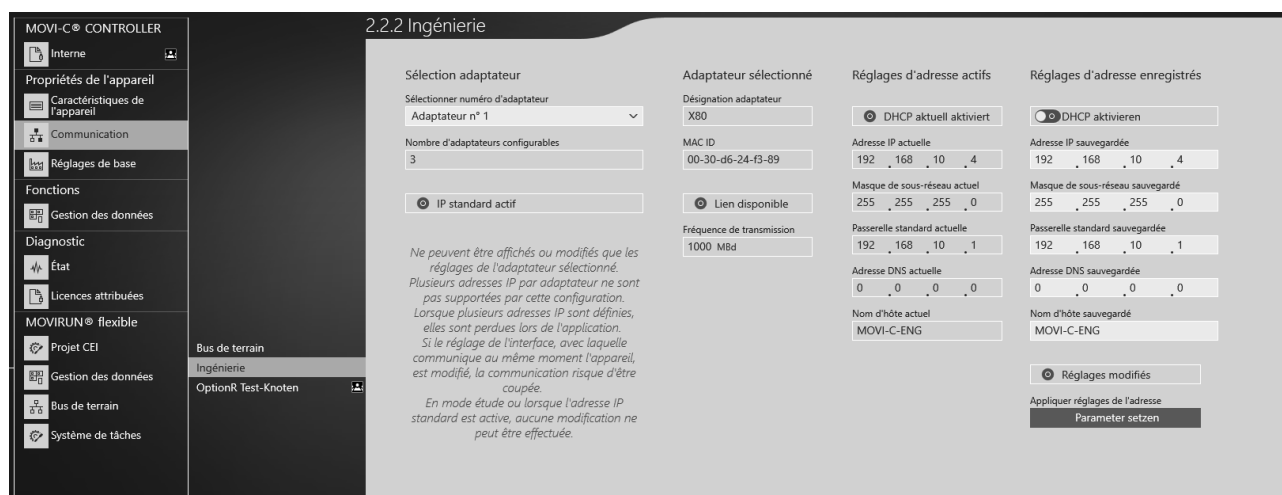 MOVI-C® CONTROLLER
Interne
Propriétés de l'appareil
Caractéristiques de
l'appareil
Communication
Réglages de base
Fonctions
Gestion des données
Diagnostic
État
Licences attribuées
MOVIRUN® flexible
Projet CEI
Gestion des données
Bus de terrain
Système de tâches
Bus de terrain
Ingénierie
OptionR Test-Knoten
2.2.2 Ingénierie
Sélection adaptateur
Sélectionner numéro d'adaptateur
Adaptateur n° 1
Nombre d'adaptateurs configurables
3
IP standard actif
Ne peuvent être affichés ou modifiés que les
réglages de l'adaptateur sélectionné.
Plusieurs adresses IP par adaptateur ne sont
pas supportées par cette configuration.
Lorsque plusieurs adresses IP sont définies,
elles sont perdues lors de l'application.
Si le réglage de l'interface, avec laquelle
communique au même moment l'appareil,
est modifié, la communication risque d'être
coupée.
En mode étude ou lorsque l'adresse IP
standard est active, aucune modification ne
peut être effectuée.
Adaptateur sélectionné
Désignation adaptateur
X80
MAC ID
00-30-d6-24-f3-89
Lien disponible
Fréquence de transmission
1000 MBd
Réglages d'adresse actifs
DHCP aktuell aktiviert
Adresse IP actuelle
192 . 168 . 10 . 4
Masque de sous-réseau actuel
255 . 255 . 255 . 0
Passerelle standard actuelle
192 . 168 . 10 . 1
Adresse DNS actuelle
0 . 0 . 0 . 0
Nom d'hôte actuel
MOVI-C-ENG
Réglages d'adresse enregistrés
DHCP aktivieren
Adresse IP sauvegardée
192 . 168 . 10 . 4
Masque de sous-réseau sauvegardé
255 . 255 . 255 . 0
Passerelle standard sauvegardée
192 . 168 . 10 . 1
Adresse DNS sauvegardée
0 . 0 . 0 . 0
Nom d'hôte sauvegardé
MOVI-C-ENG
Réglages modifiés
Appliquer réglages de l'adresse
Parameter setzen